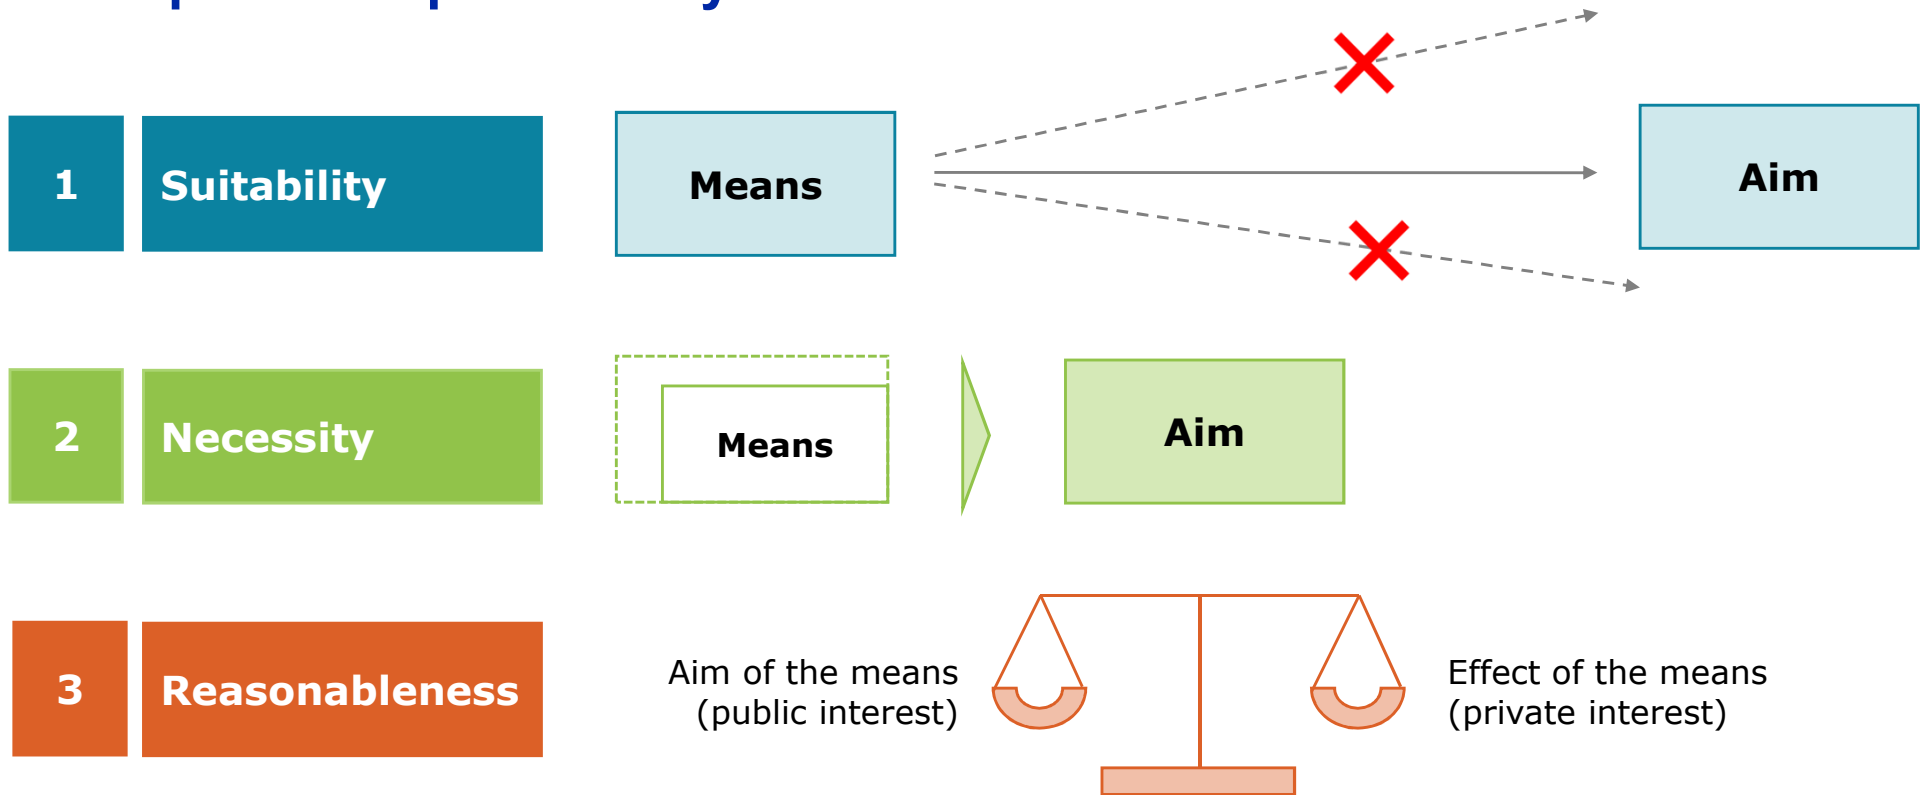 1
Suitability
Means
Aim
2
Necessity
Means
Aim
3
Reasonableness
Aim of the means
(public interest)
Effect of the means
(private interest)